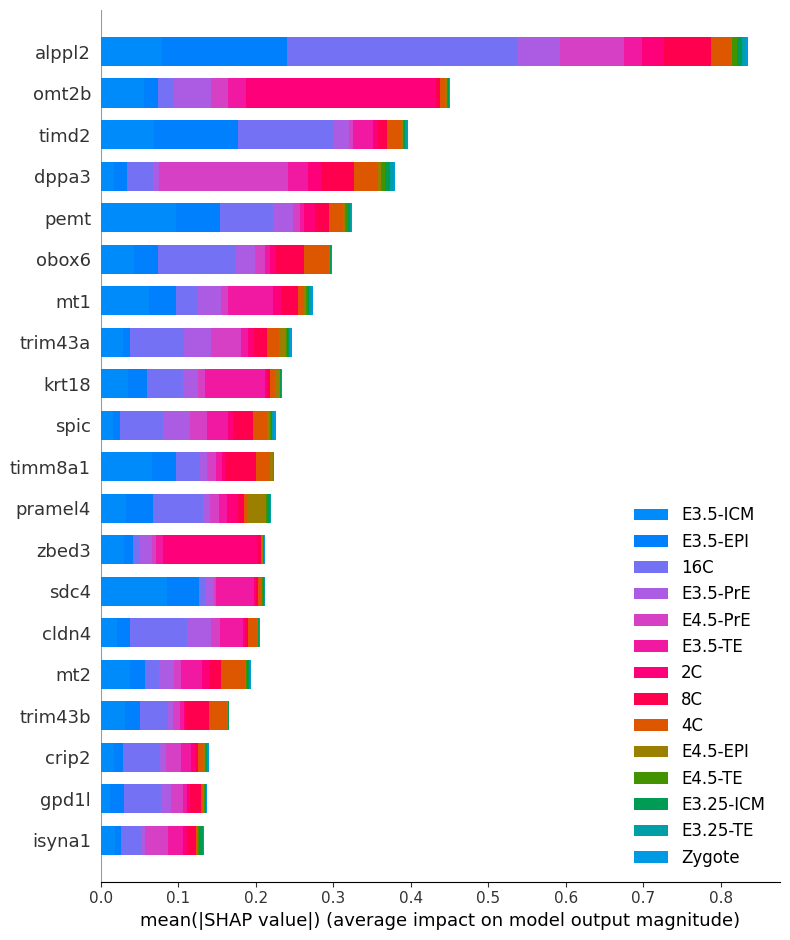 alppl2
omt2b
timd2
dppa3
pemt
obox6
mt1
trim43a
krt18
spic
timm8a1
pramel4
zbed3
sdc4
cldn4
mt2
trim43b
crip2
gpd1l
isyna1
E3.5-ICM
E3.5-EPI
16C
E3.5-PrE
E4.5-PrE
E3.5-TE
2C
8C
4C
E4.5-EPI
E4.5-TE
E3.25-ICM
E3.25-TE
Zygote
0.0 0.1 0.2 0.3 0.4 0.5 0.6 0.7 0.8
mean(|SHAP value|) (average impact on model output magnitude)